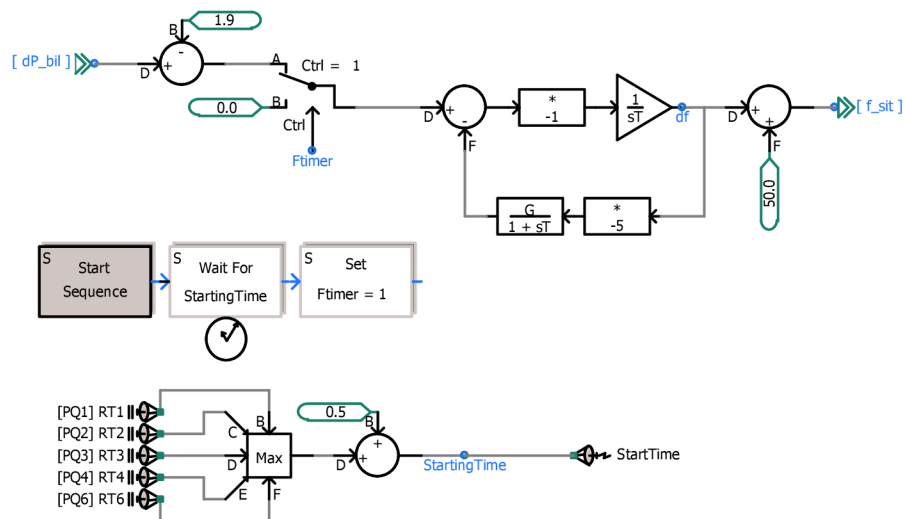 1.9
B
-
[ dP_bil ]
D
+
A
Ctrl = 1
B
0.0
Ctrl
Ftimer
D
+
-
F
*
-1
1
sT
df
D
+
+
F
[ f_sit ]
50.0
G
1 + sT
*
-5
S
Start
Sequence
S
Wait For
StartingTime
S
Set
Ftimer = 1
[PQ1] RT1
[PQ2] RT2
[PQ3] RT3
[PQ4] RT4
[PQ6] RT6
B
C
D
E
F
Max
0.5
B
+
D
+
StartingTime
StartTime